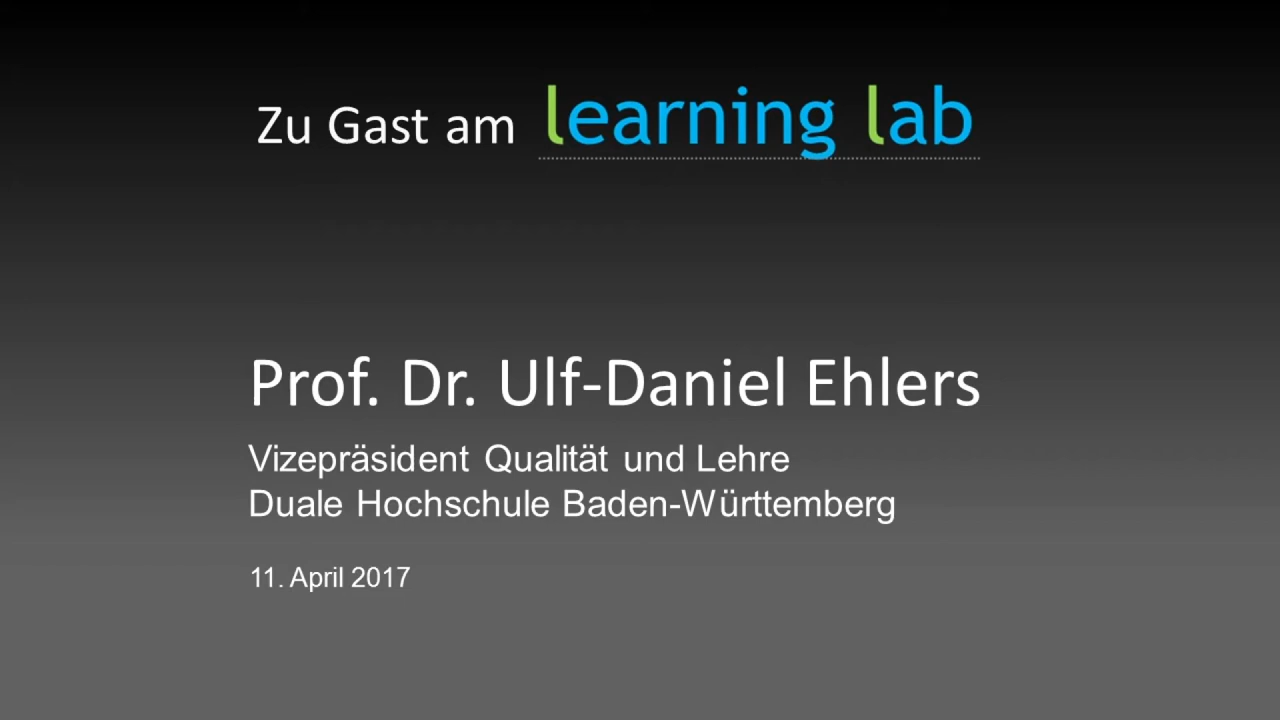 Zu Gast am learning lab
Prof. Dr. Ulf-Daniel Ehlers
Vizepräsident Qualität und Lehre
Duale Hochschule Baden-Württemberg
11. April 2017